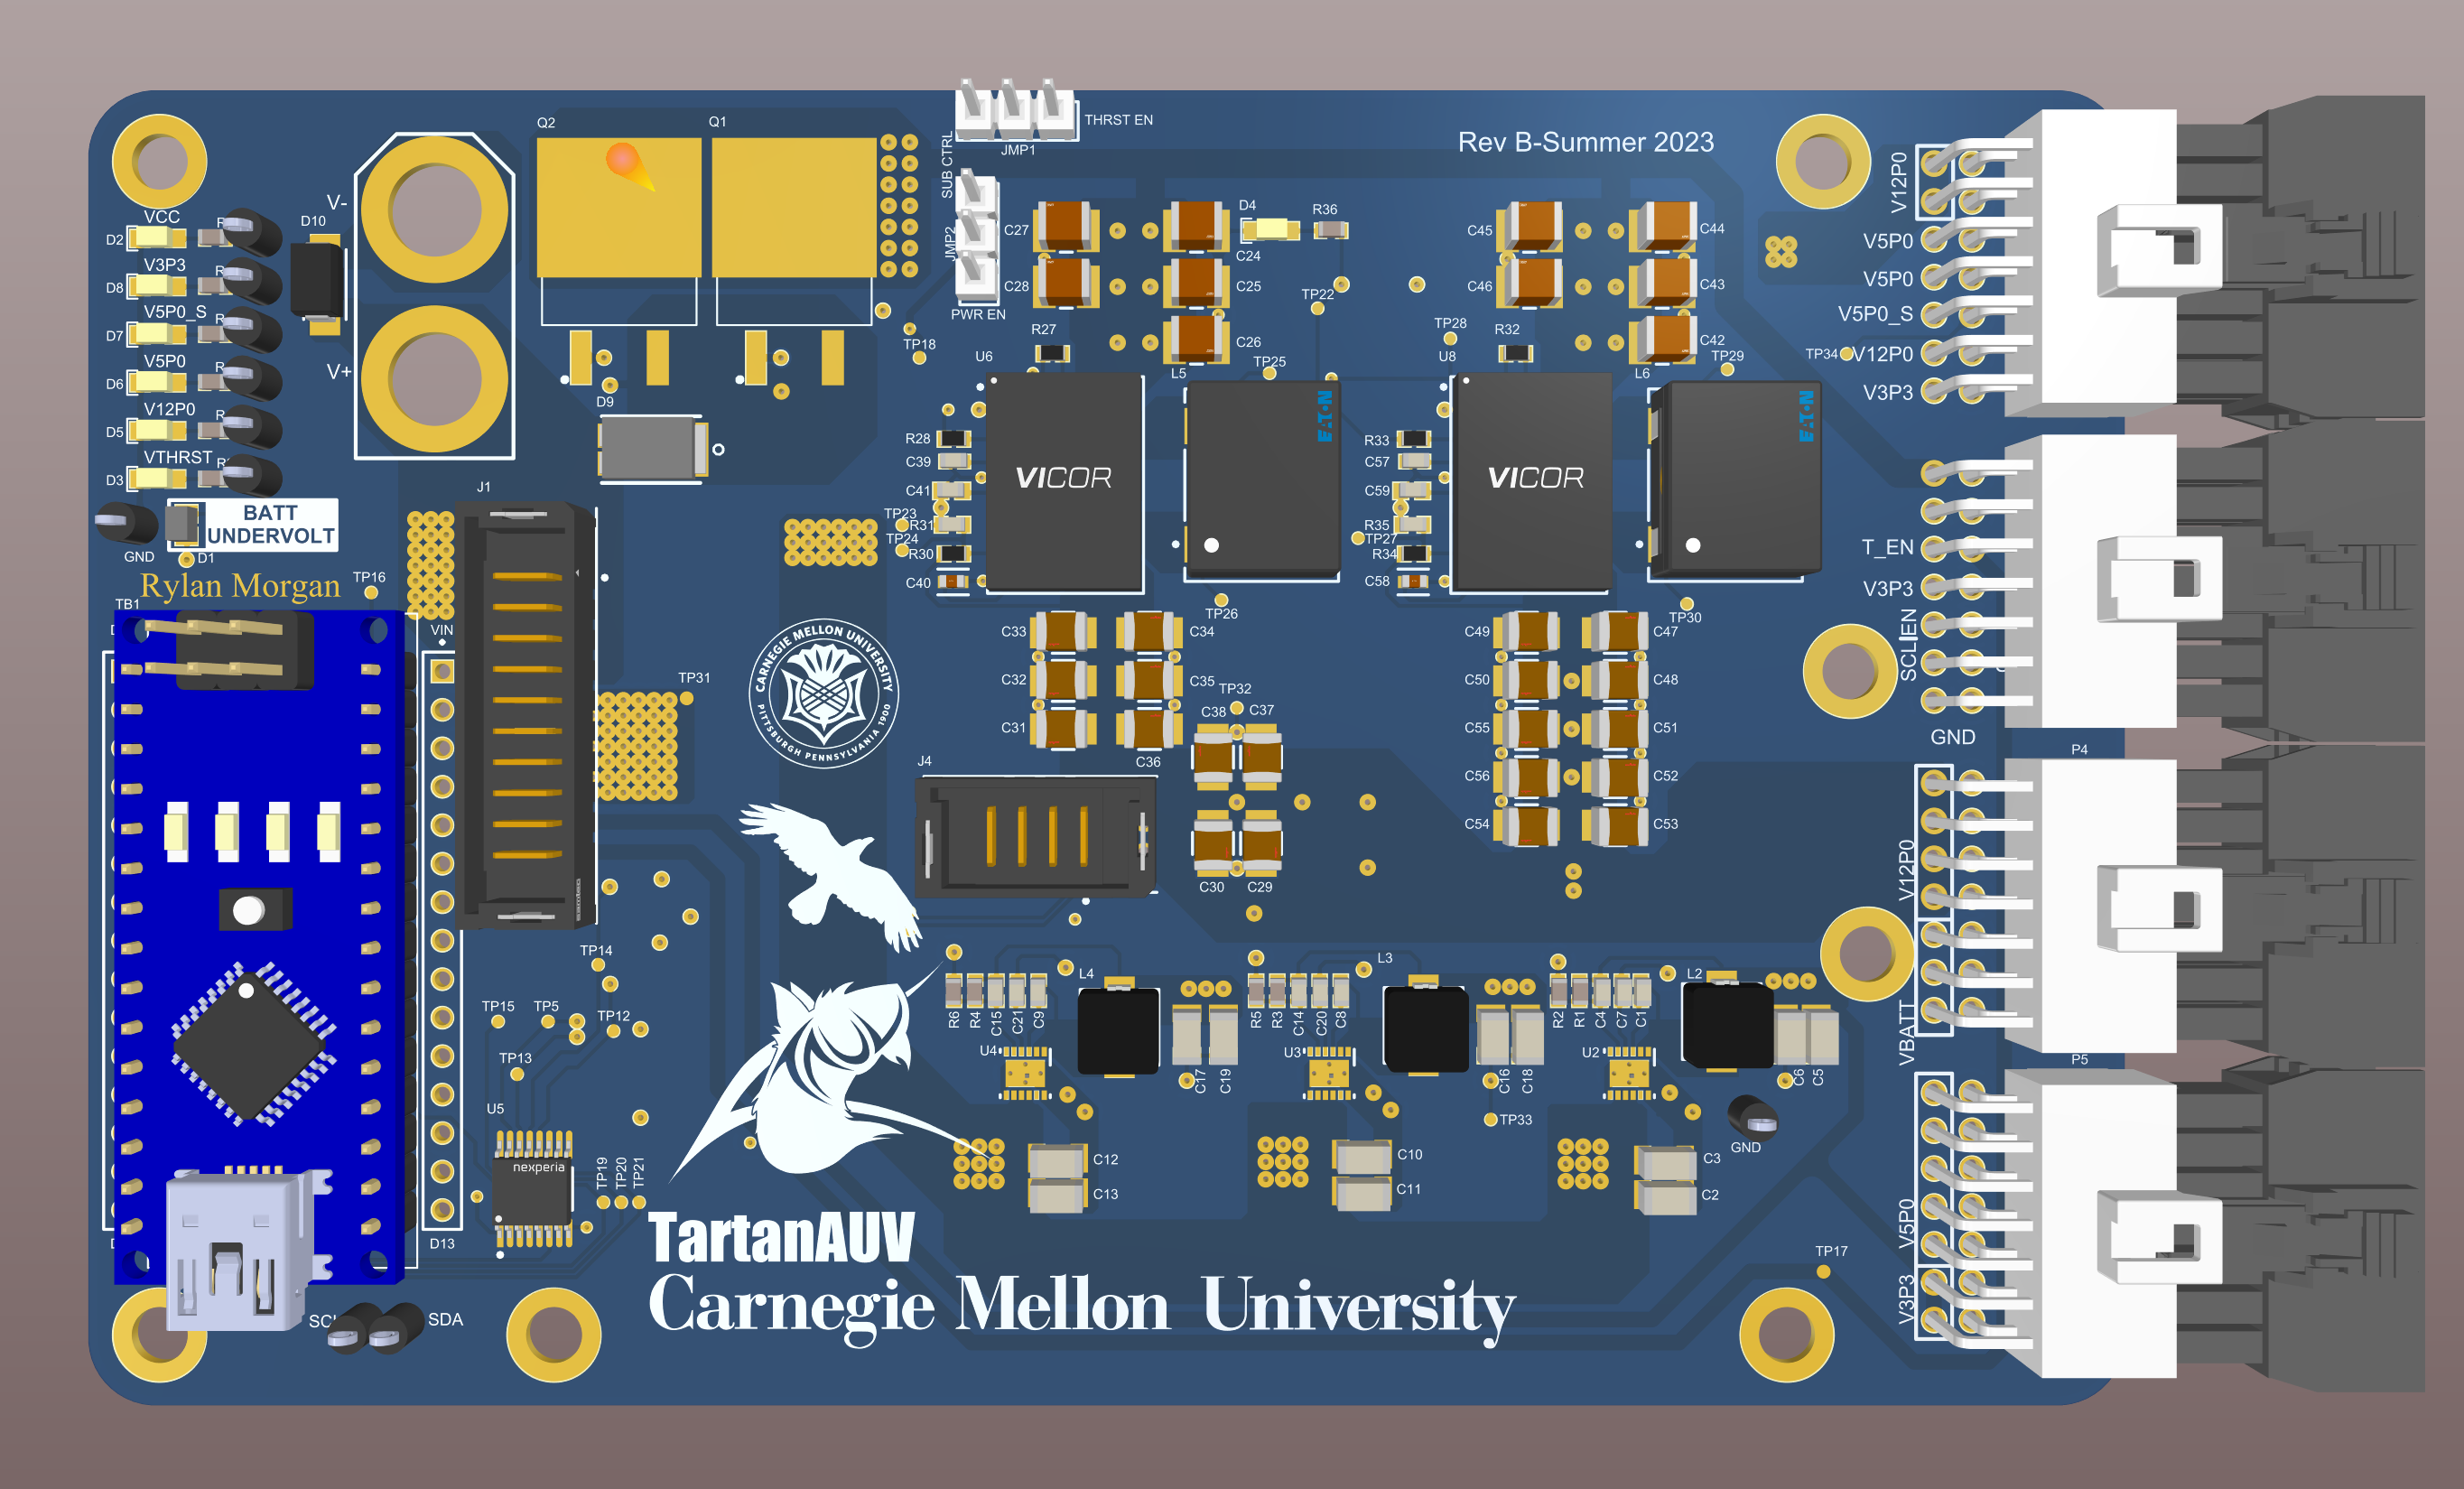 Q2
Q1
THRST EN
JMP1
SUB CTRL
JMP2
PWR EN
Rev B-Summer 2023
V12P0
V5P0
V5P0
V5P0_S
TP34
V12P0
V3P3
VCC
D2
V3P3
D8
V5P0_S
D7
V5P0
D6
V12P0
D5
VTHRST
D3
D10
V-
V+
D9
BATT
UNDERVOLT
GND
D1
Rylan Morgan
TP16
TB1
VIN
D13
J1
TP18
C27
C28
C24
C25
C26
D4
R36
TP22
TP25
R27
U6
L5
VICOR
EATON
R28
C39
C41
TP23
R31
TP24
R30
C40
TP26
C45
C46
C44
C43
C42
TP28
R32
U8
L6
TP29
VICOR
EATON
R33
C57
C59
R35
TP27
R34
C58
TP30
T_EN
V3P3
SCL
EN
GND
CARNEGIE MELLON UNIVERSITY
PITTSBURGH PENNSYLVANIA 1900
TP31
C33
C32
C31
C34
C35
C36
TP32
C38
C37
C30
C29
J4
C49
C50
C55
C56
C54
C47
C48
C51
C52
C53
P4
V12P0
VBATT
P5
V5P0
V3P3
TP14
TP15
TP5
TP12
TP13
U5
nexperia
TP19
TP20
TP21
R6
R4
C15
C21
C9
L4
U4
C17
C19
C12
C13
R5
R3
C14
C20
C8
L3
U3
C16
C18
TP33
C10
C11
R2
R1
C4
C7
C1
L2
U2
C6
C5
GND
C3
C2
TP17
SDA
TartanAUV
Carnegie Mellon University